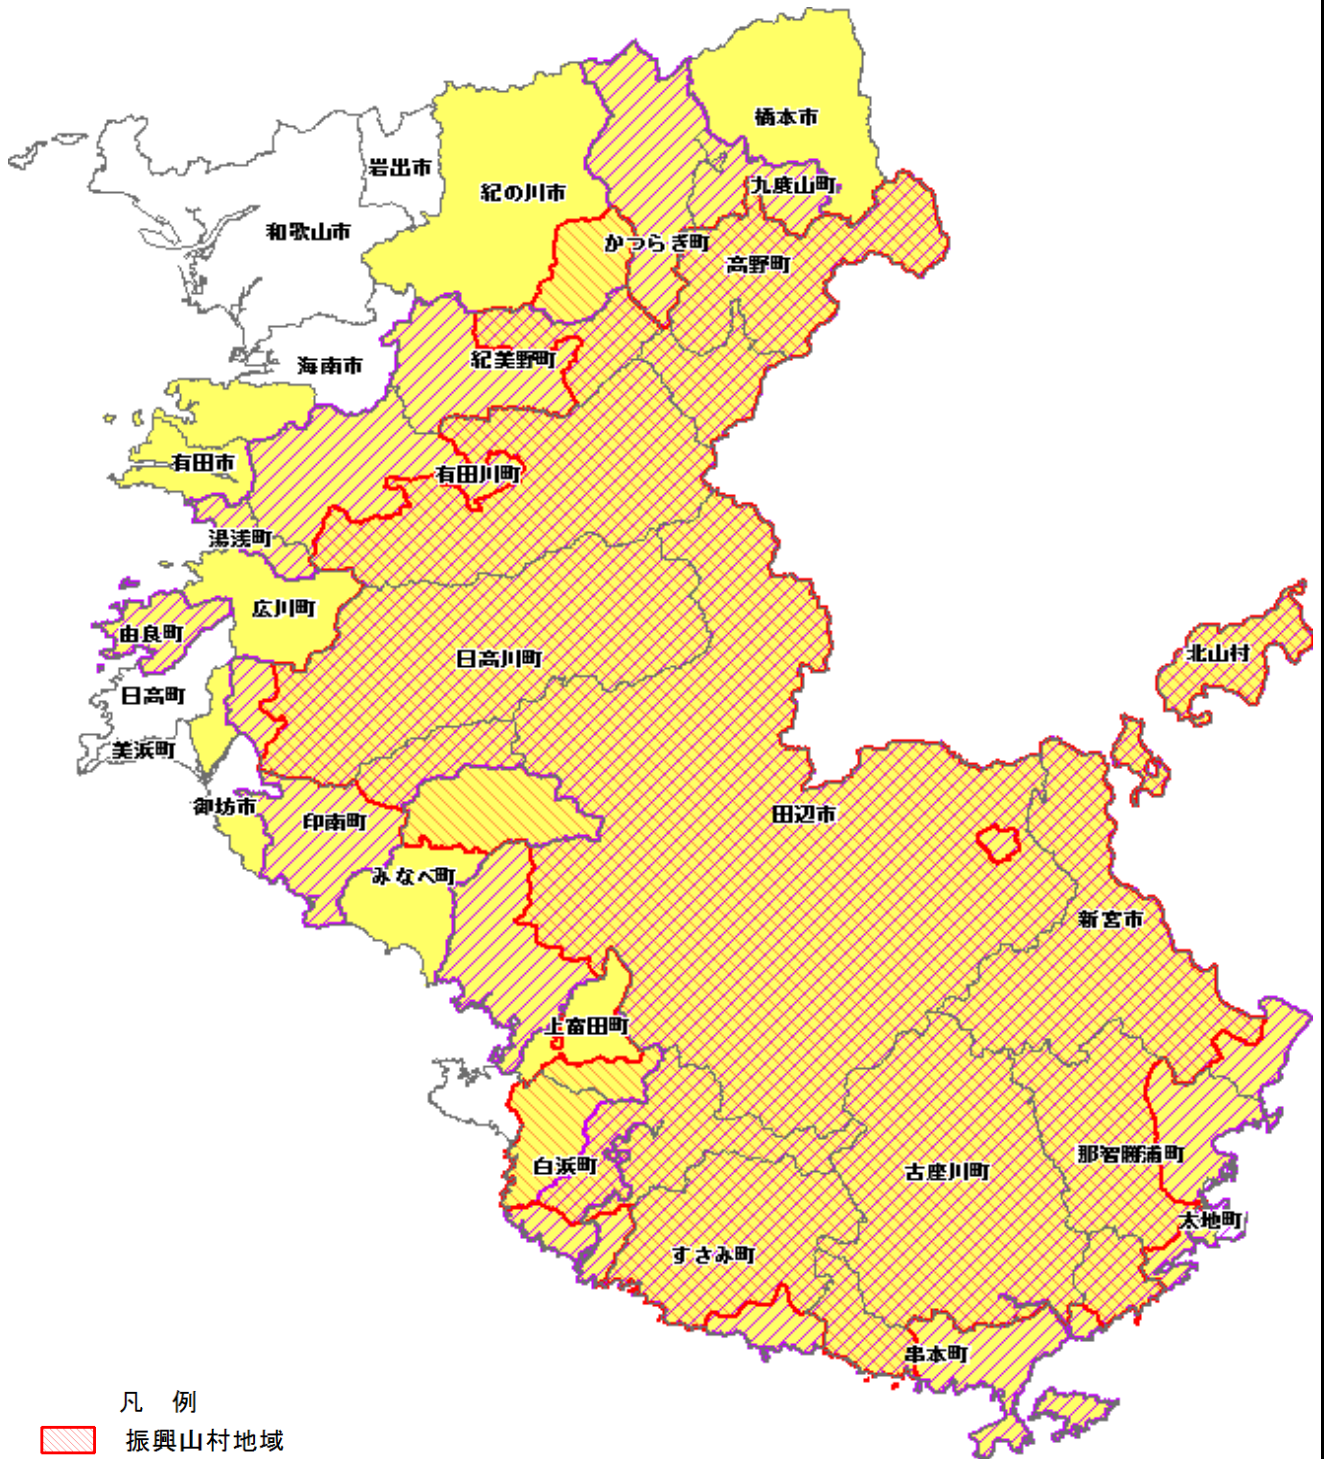 橋本市
岩出市
紀の川市
九度山町
和歌山市
かつらぎ町
高野町
海南市
紀美野町
有田市
有田川町
湯浅町
広川町
由良町
日高川町
北山村
日高町
美浜町
御坊市
印南町
田辺市
みなべ町
新宮市
上富田町
那智勝浦町
白浜町
古座川町
太地町
すさみ町
串本町
凡 例
振興山村地域